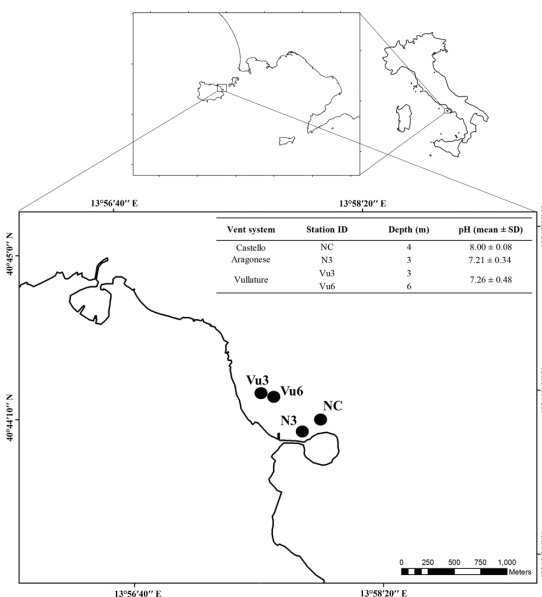 13°56'40'' E
13°58'20'' E
Vent system Station ID Depth (m) pH (mean ± SD)
Castello NC 4 8.00 ± 0.08
Aragonese N3 3 7.21 ± 0.34
Vullature Vu3 3 7.26 ± 0.48
Vu6 6
40°45'0'' N
Vu3
Vu6
NC
N3
40°44'10'' N
0 250 500 750 1,000
Meters
13°56'40'' E
13°58'20'' E